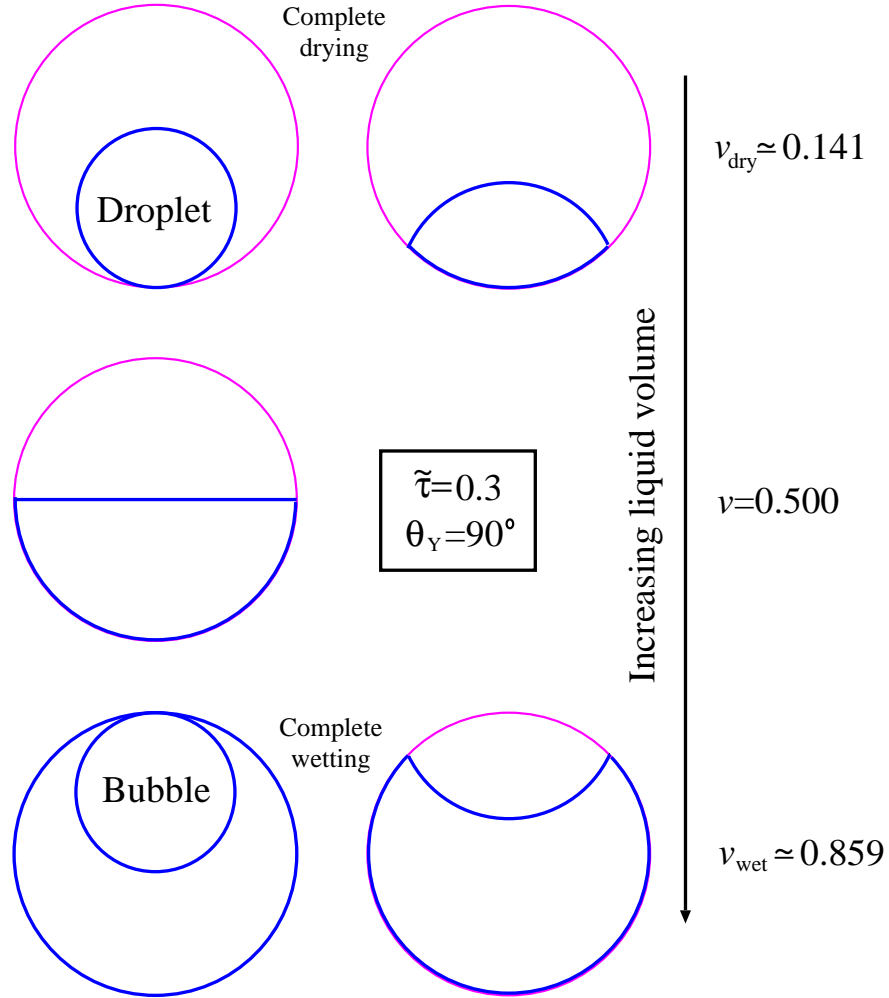 Complete
drying
Droplet
v_dry ≃ 0.141
Increasing liquid volume
τ̃=0.3
θ_Y=90°
v=0.500
Complete
wetting
Bubble
v_wet ≃ 0.859